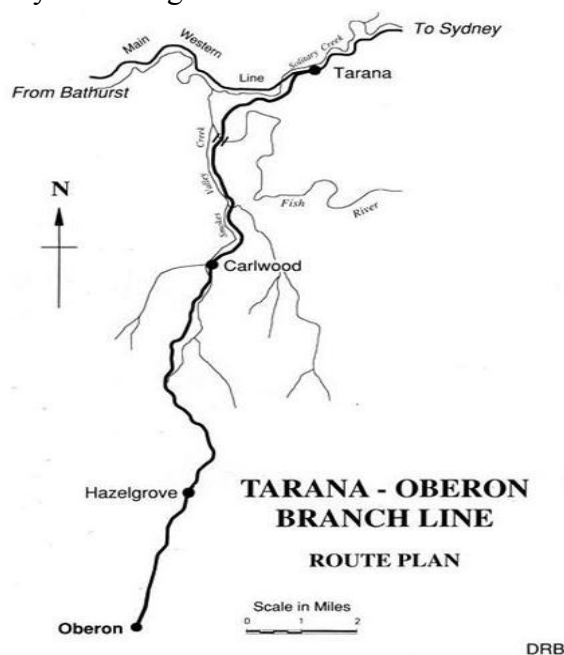 To Sydney
Main Western Line
Solitary Creek
Tarana
From Bathurst
Creek
Valley
Smokes
Fish River
N
Carlwood
Hazelgrove
TARANA - OBERON
BRANCH LINE
ROUTE PLAN
Scale in Miles
0 1 2
Oberon
DRB